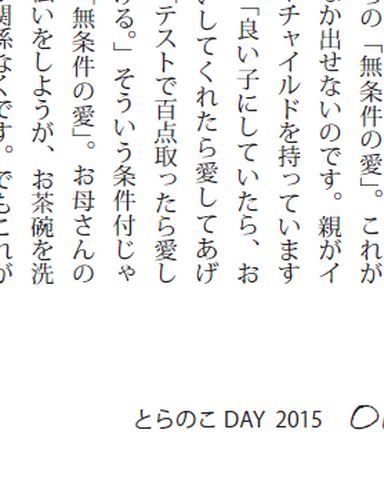 の「無条件の愛」。これが
か出せないのです。親がイ
チャイルドを持っています
「良い子にしていたら、お
いしてくれたら愛してあげ
テストで百点取ったら愛し
る。」そういう条件付じゃ
「無条件の愛」。お母さんの
いをしようが、お茶碗を洗
関係なくです。でもこれが
とらのこ DAY 2015